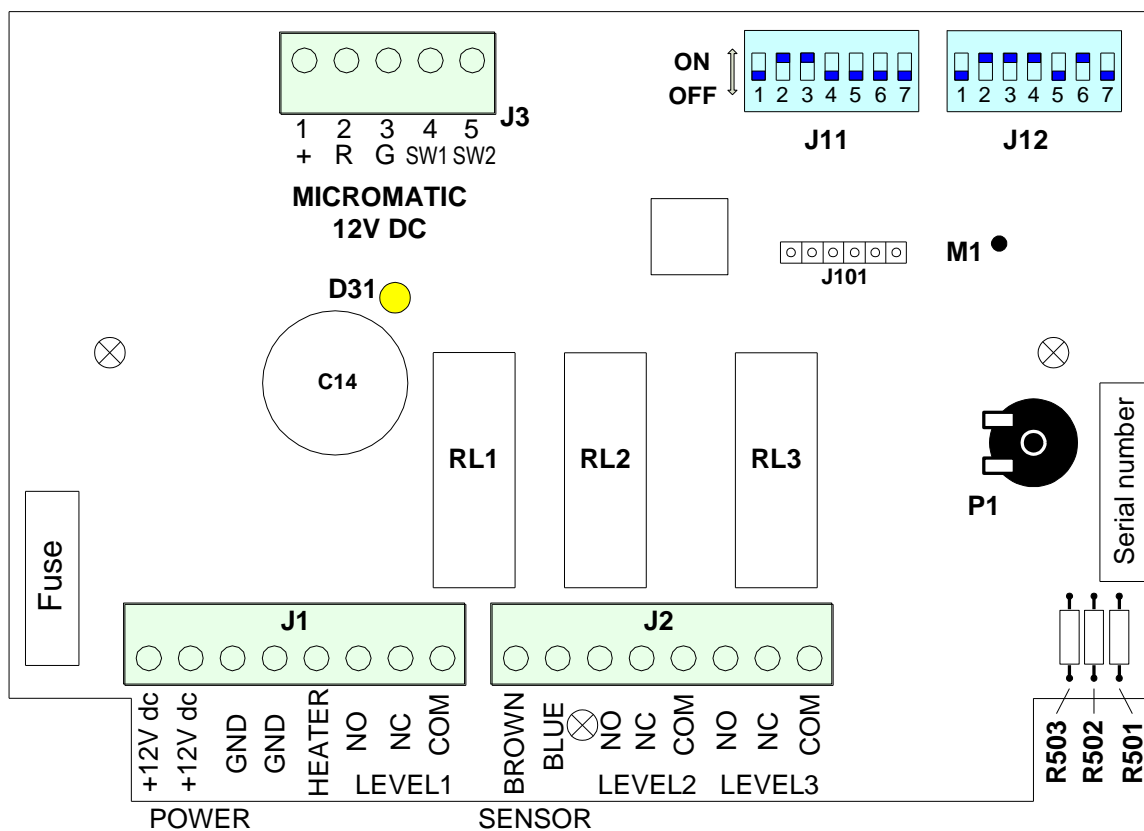 ON
OFF
1 2 3 4 5 6 7
J11
1 2 3 4 5 6 7
J12
J3
1 2 3 4 5
+ R G SW1 SW2
MICROMATIC
12V DC
J101
M1
D31
C14
RL1
RL2
RL3
P1
Serial number
Fuse
J1
J2
+12V dc
+12V dc
GND
GND
HEATER
NO
NC
COM
LEVEL1
BROWN
BLUE
NO
NC
COM
NO
NC
COM
LEVEL2
LEVEL3
R503
R502
R501
POWER
SENSOR